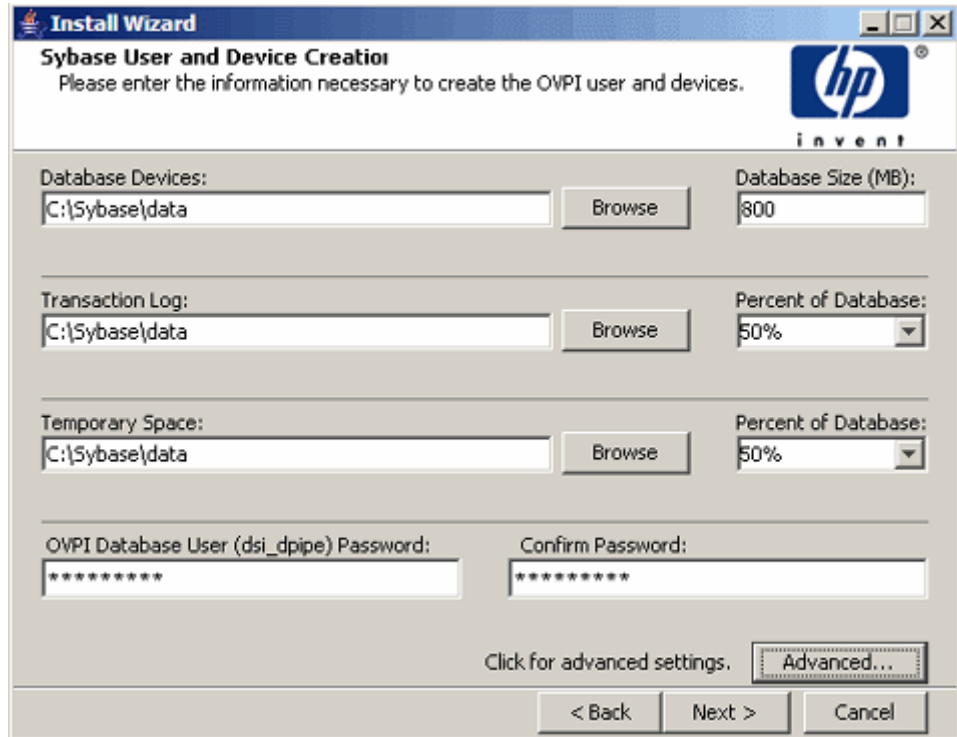 Install Wizard
Sybase User and Device Creation
Please enter the information necessary to create the OVPI user and devices.
hp
®
invent
Database Devices:
Database Size (MB):
C:\Sybase\data
Browse
800
Transaction Log:
Percent of Database:
C:\Sybase\data
Browse
50%
Temporary Space:
Percent of Database:
C:\Sybase\data
Browse
50%
OVPI Database User (dsi_dpipe) Password:
Confirm Password:
*********
*********
Click for advanced settings.
Advanced...
< Back
Next >
Cancel